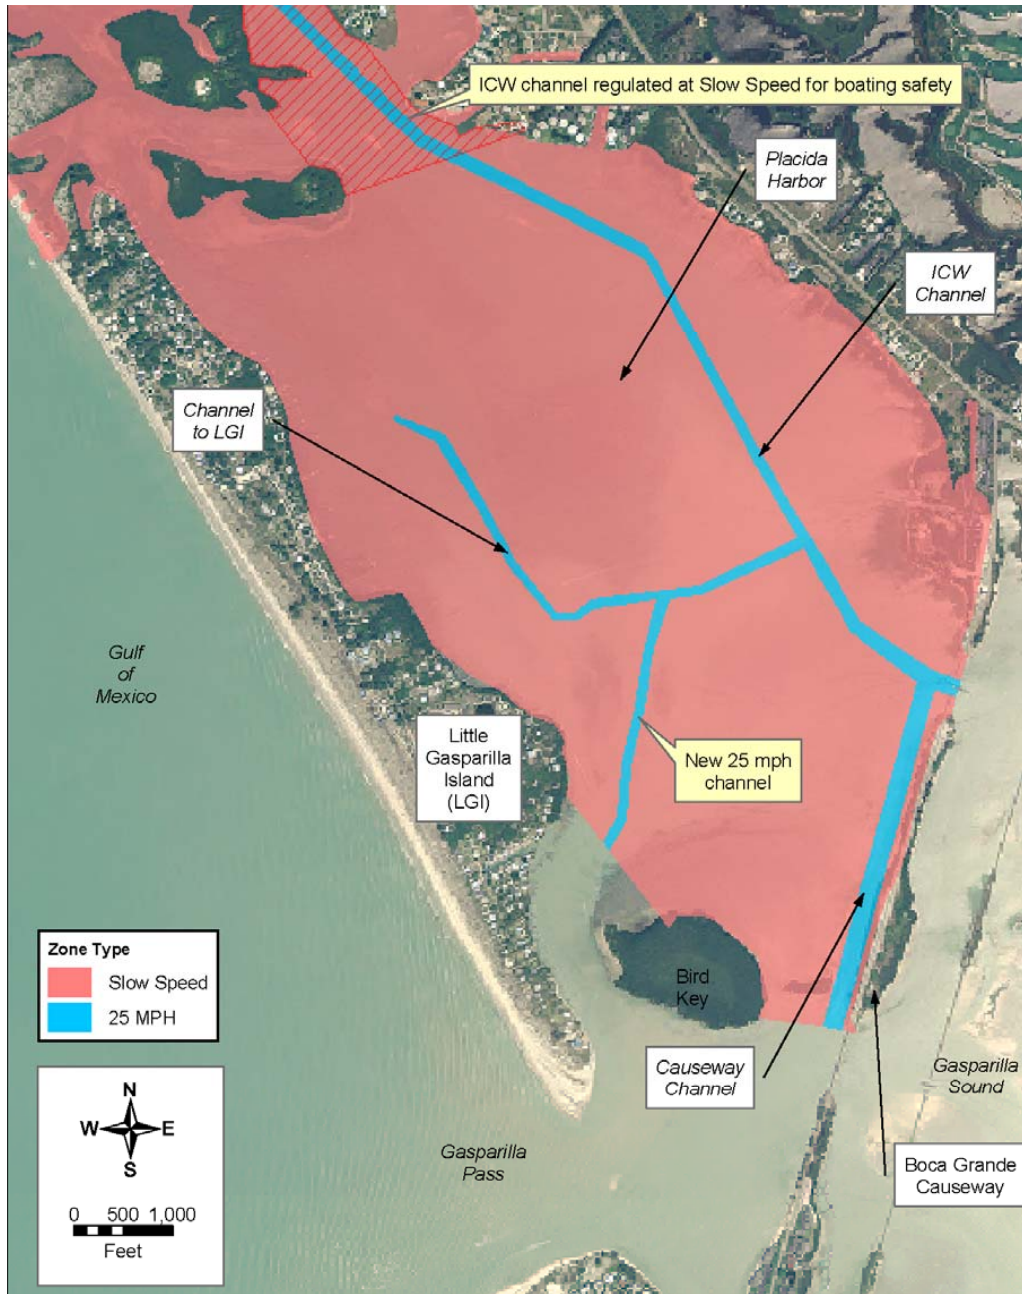 ICW channel regulated at Slow Speed for boating safety
Placida
Harbor
ICW
Channel
Channel
to LGI
Gulf
of
Mexico
Little
Gasparilla
Island
(LGI)
New 25 mph
channel
Zone Type
Slow Speed
25 MPH
Bird
Key
Causeway
Channel
Gasparilla
Sound
Gasparilla
Pass
Boca Grande
Causeway
N
W E
S
0 500 1,000
Feet